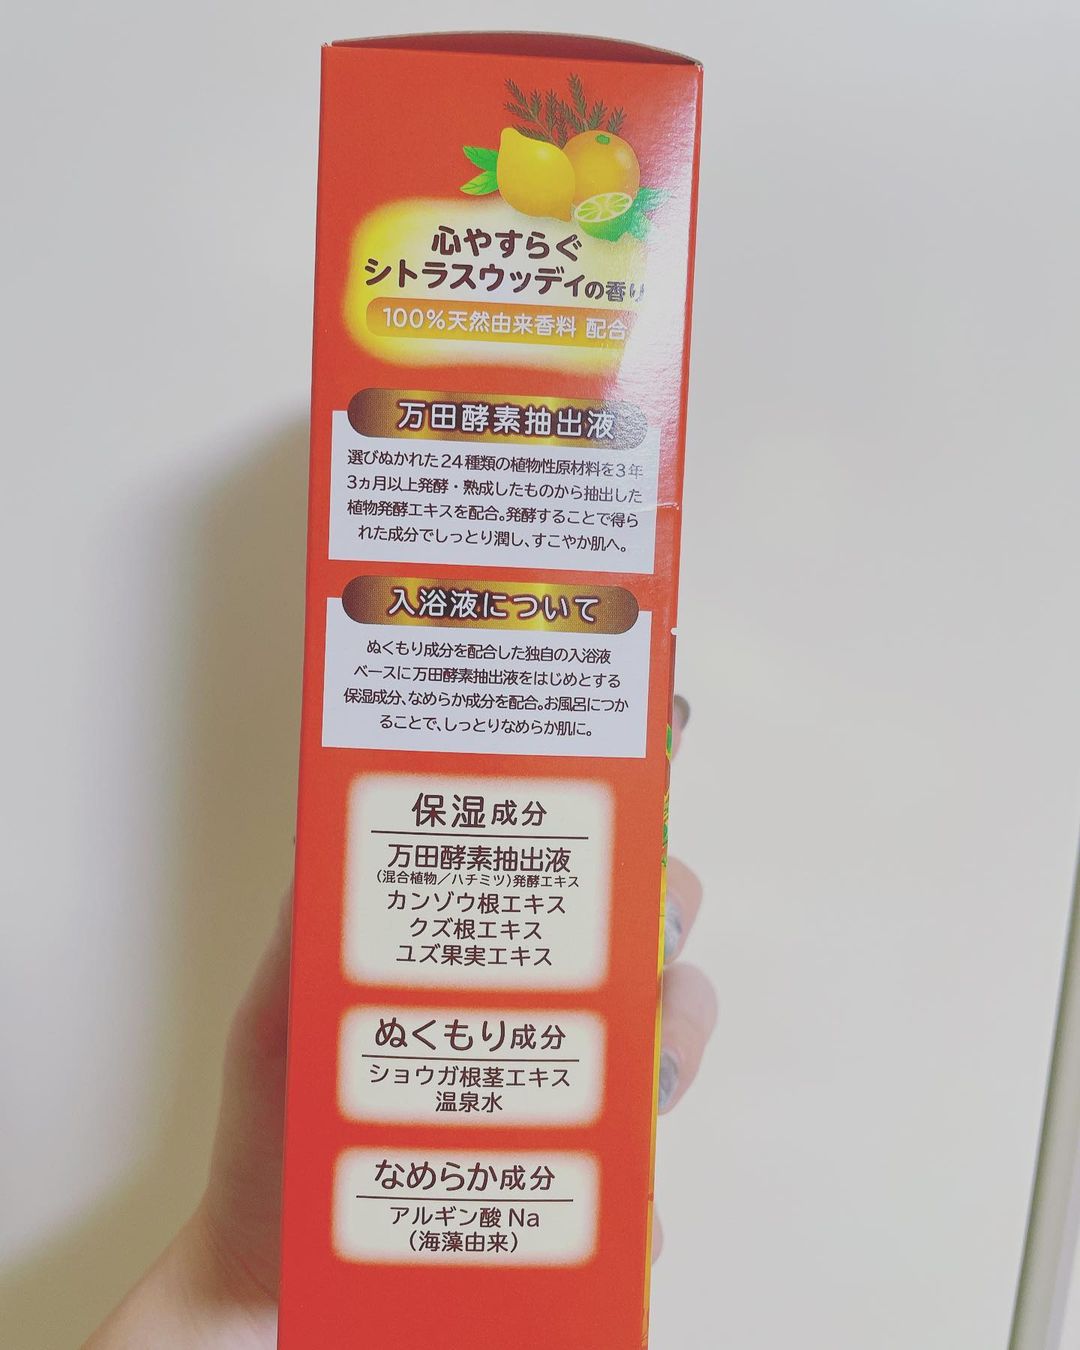 心やすらぐ
シトラスウッディの香り
100%天然由来香料 配合
万田酵素抽出液
選びぬかれた24種類の植物性原材料を3年
3ヵ月以上発酵・熟成したものから抽出した
植物発酵エキスを配合。発酵することで得ら
れた成分でしっとり潤し、すこやか肌へ。
入浴液について
ぬくもり成分を配合した独自の入浴液
ベースに万田酵素抽出液をはじめとする
保湿成分、なめらか成分を配合。お風呂につか
ることで、しっとりなめらか肌に。
保湿成分
万田酵素抽出液
(混合植物/ハチミツ)発酵エキス
カンゾウ根エキス
クズ根エキス
ユズ果実エキス
ぬくもり成分
ショウガ根茎エキス
温泉水
なめらか成分
アルギン酸Na
(海藻由来)